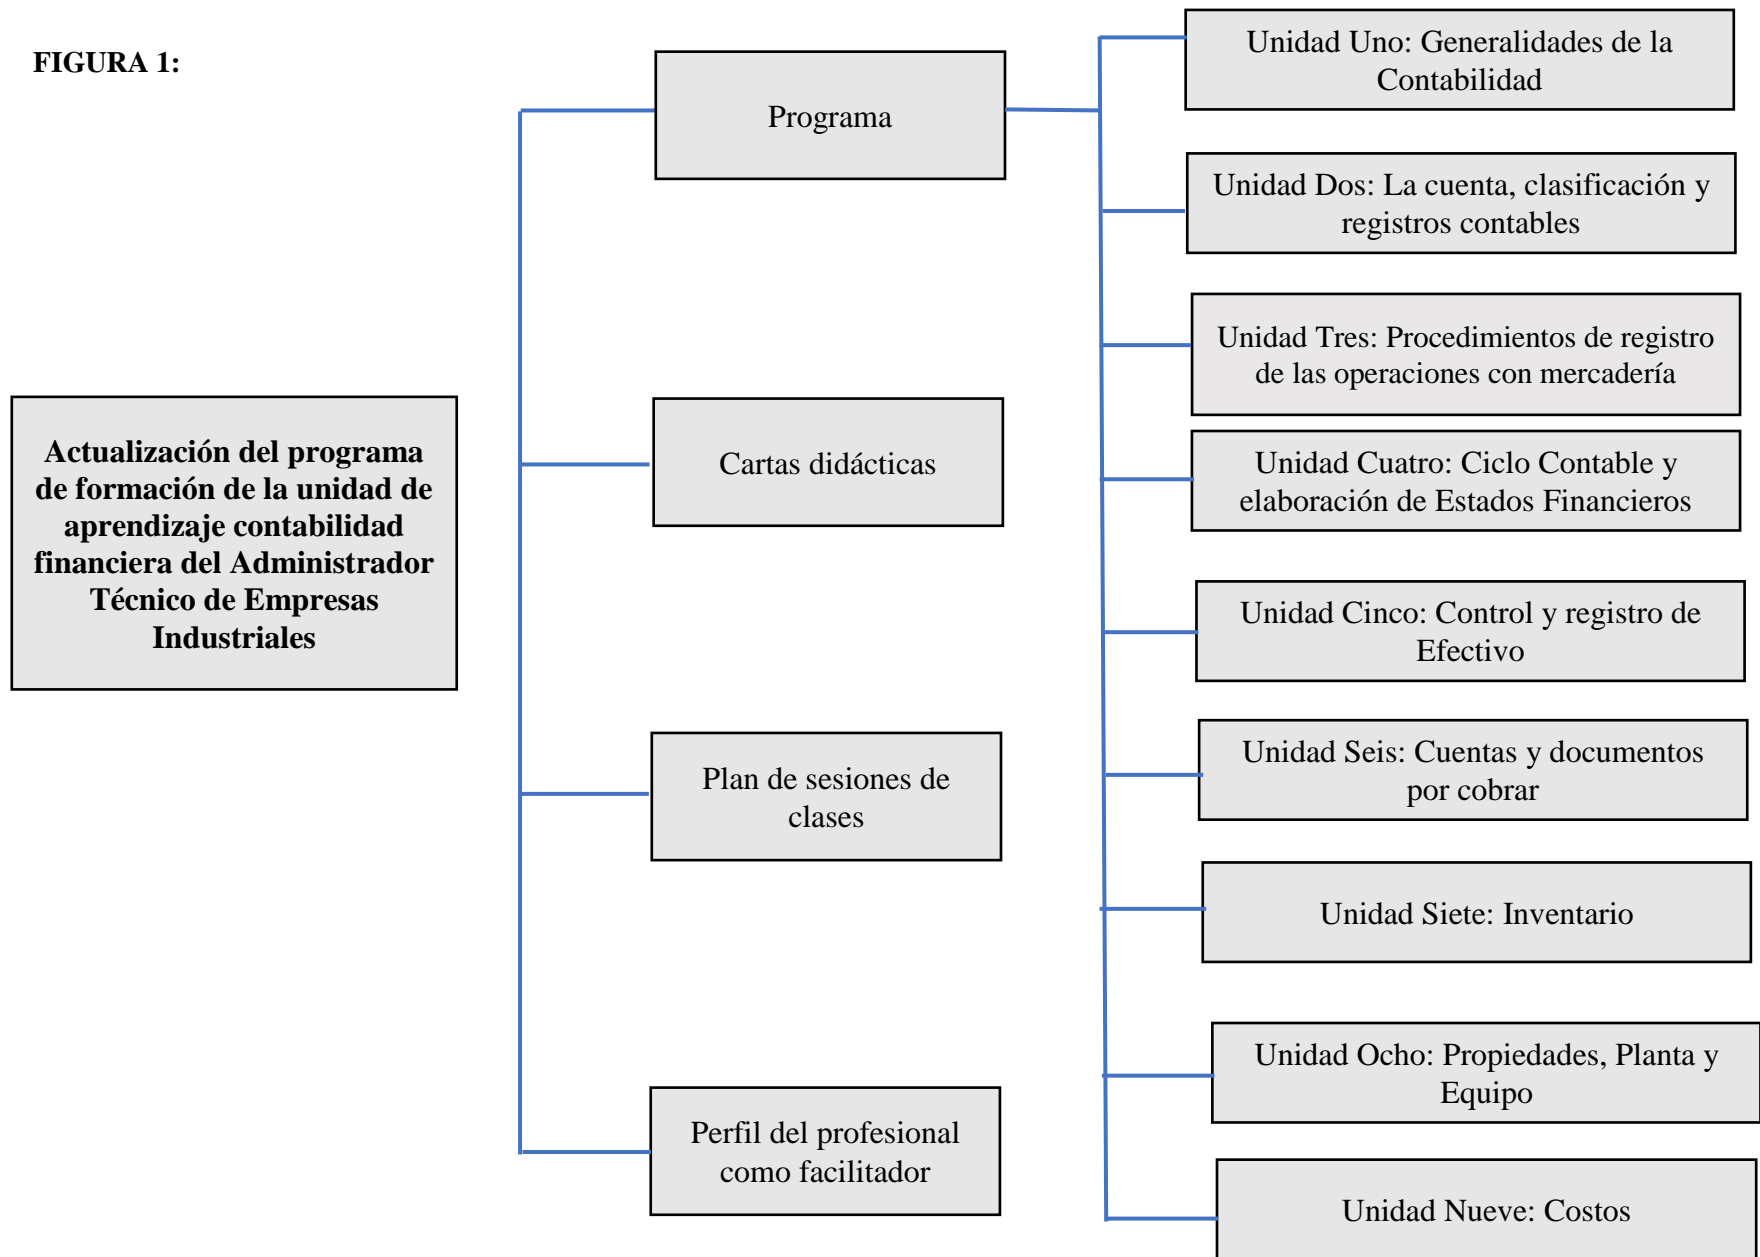 FIGURA 1:
Actualización del programa
de formación de la unidad de
aprendizaje contabilidad
financiera del Administrador
Técnico de Empresas
Industriales
Programa
Cartas didácticas
Plan de sesiones de
clases
Perfil del profesional
como facilitador
Unidad Uno: Generalidades de la
Contabilidad
Unidad Dos: La cuenta, clasificación y
registros contables
Unidad Tres: Procedimientos de registro
de las operaciones con mercadería
Unidad Cuatro: Ciclo Contable y
elaboración de Estados Financieros
Unidad Cinco: Control y registro de
Efectivo
Unidad Seis: Cuentas y documentos
por cobrar
Unidad Siete: Inventario
Unidad Ocho: Propiedades, Planta y
Equipo
Unidad Nueve: Costos